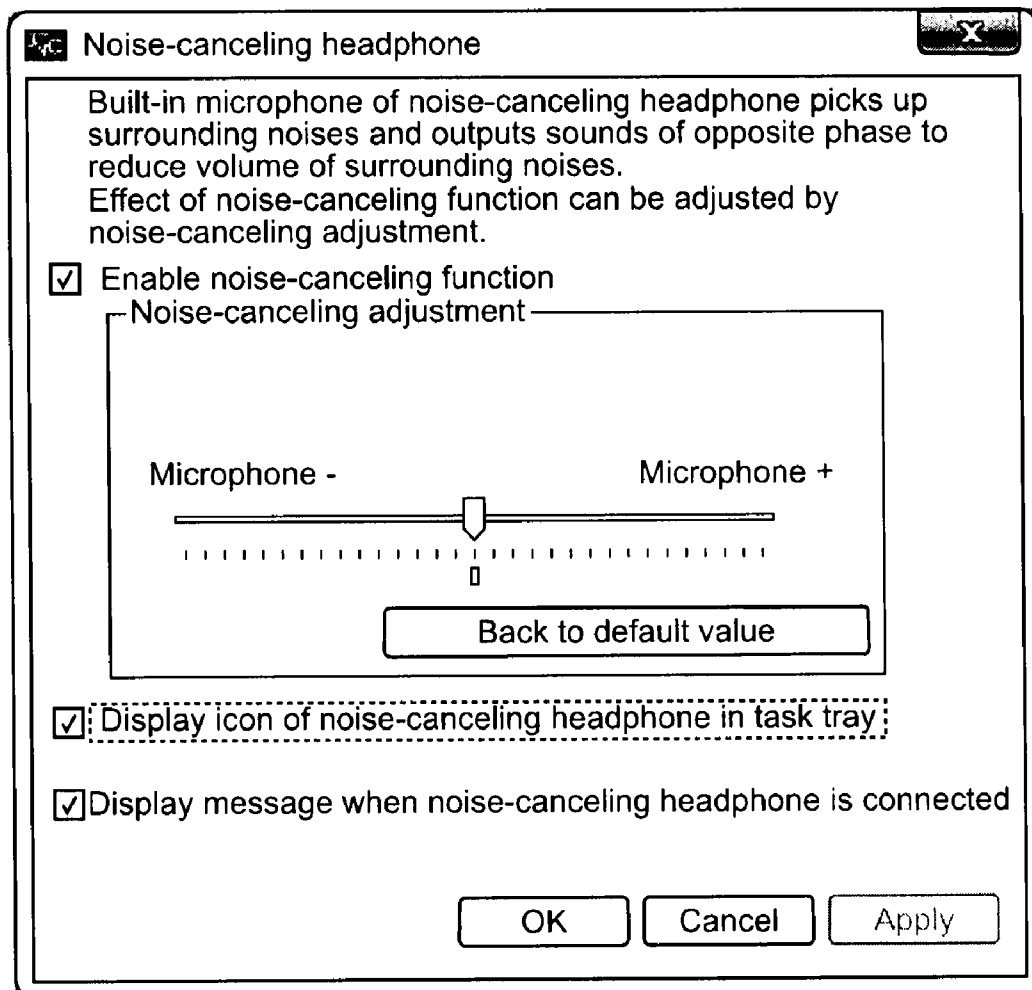 Noise-canceling headphone
X
Built-in microphone of noise-canceling headphone picks up
surrounding noises and outputs sounds of opposite phase to
reduce volume of surrounding noises.
Effect of noise-canceling function can be adjusted by
noise-canceling adjustment.
Enable noise-canceling function
Noise-canceling adjustment
Microphone - Microphone +
0
Back to default value
Display icon of noise-canceling headphone in task tray
Display message when noise-canceling headphone is connected
OK Cancel Apply